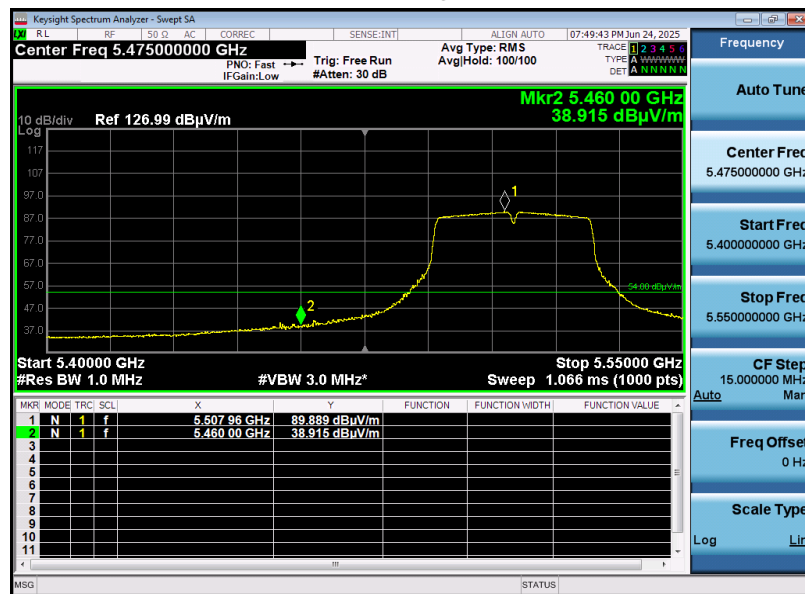 Keysight Spectrum Analyzer - Swept SA
LXI RL RF 50 Ω AC CORREC SENSE:INT ALIGN AUTO 07:49:43 PM Jun 24, 2025
Center Freq 5.475000000 GHz
PNO: Fast
IFGain:Low
Trig: Free Run
#Atten: 30 dB
Avg Type: RMS
Avg|Hold: 100/100
TRACE 1 2 3 4 5 6
TYPE A WWWWW
DET A N N N N N
Mkr2 5.460 00 GHz
38.915 dBµV/m
10 dB/div Ref 126.99 dBµV/m
Log
117
107
97.0
87.0
77.0
67.0
57.0
47.0
37.0
1
2
54.00 dBµV/m
Start 5.40000 GHz Stop 5.55000 GHz
#Res BW 1.0 MHz #VBW 3.0 MHz* Sweep 1.066 ms (1000 pts)
MKR MODE TRC SCL X Y FUNCTION FUNCTION WIDTH FUNCTION VALUE
1 N 1 f 5.507 96 GHz 89.889 dBµV/m
2 N 1 f 5.460 00 GHz 38.915 dBµV/m
3
4
5
6
7
8
9
10
11
MSG STATUS
Frequency
Auto Tune
Center Freq
5.475000000 GHz
Start Freq
5.400000000 GHz
Stop Freq
5.550000000 GHz
CF Step
15.000000 MHz
Auto Man
Freq Offset
0 Hz
Scale Type
Log Lin